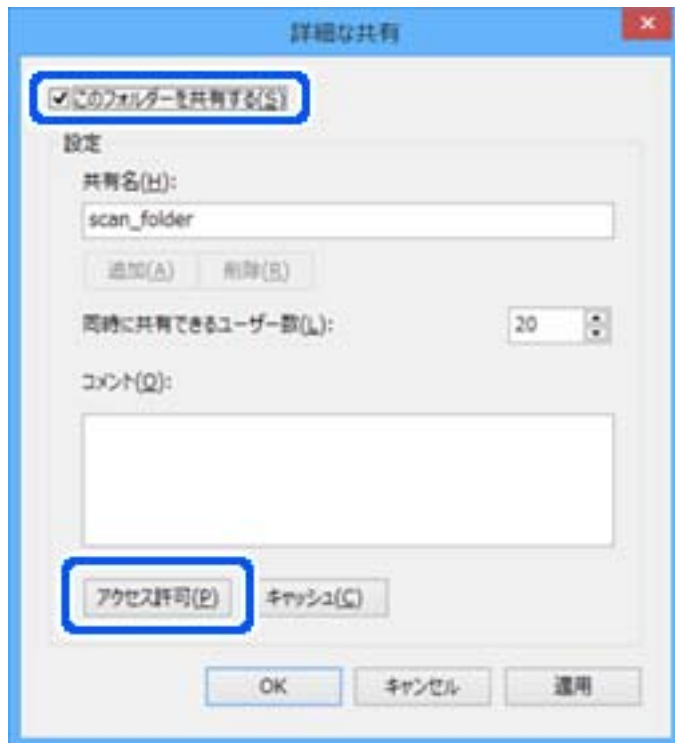 詳細な共有
このフォルダーを共有する(S)
設定
共有名(H):
scan_folder
追加(A) 削除(R)
同時に共有できるユーザー数(L): 20
コメント(O):
アクセス許可(P) キャッシュ(C)
OK キャンセル 適用